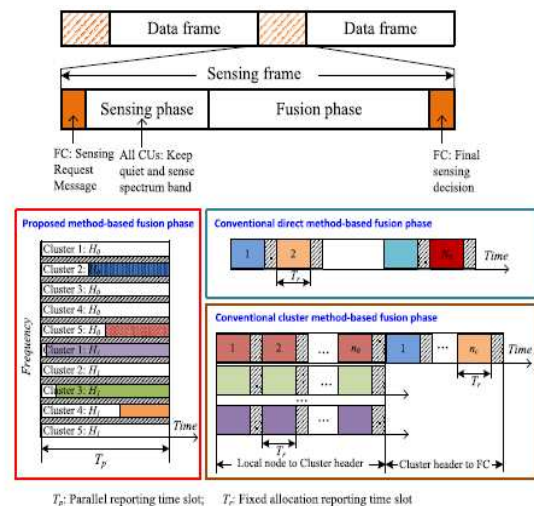 Data frame
Data frame
Sensing frame
Sensing phase
Fusion phase
FC: Sensing
Request
Message
All CUs: Keep
quiet and sense
spectrum band
FC: Final
sensing
decision
Proposed method-based fusion phase
Frequency
Cluster 1: H₀
Cluster 2: H₀
Cluster 3: H₀
Cluster 4: H₀
Cluster 5: H₀
Cluster 1: H₁
Cluster 2: H₁
Cluster 3: H₁
Cluster 4: H₁
Cluster 5: H₁
Time
Tₚ
Conventional direct method-based fusion phase
1 2
Time
Tᵣ
Conventional cluster method-based fusion phase
1 2 ... n₀ 1 ... n꜀ Time
...
...
Tᵣ
...
Tᵣ
Local node to Cluster header
Cluster header to FC
Tₚ: Parallel reporting time slot; Tᵣ: Fixed allocation reporting time slot